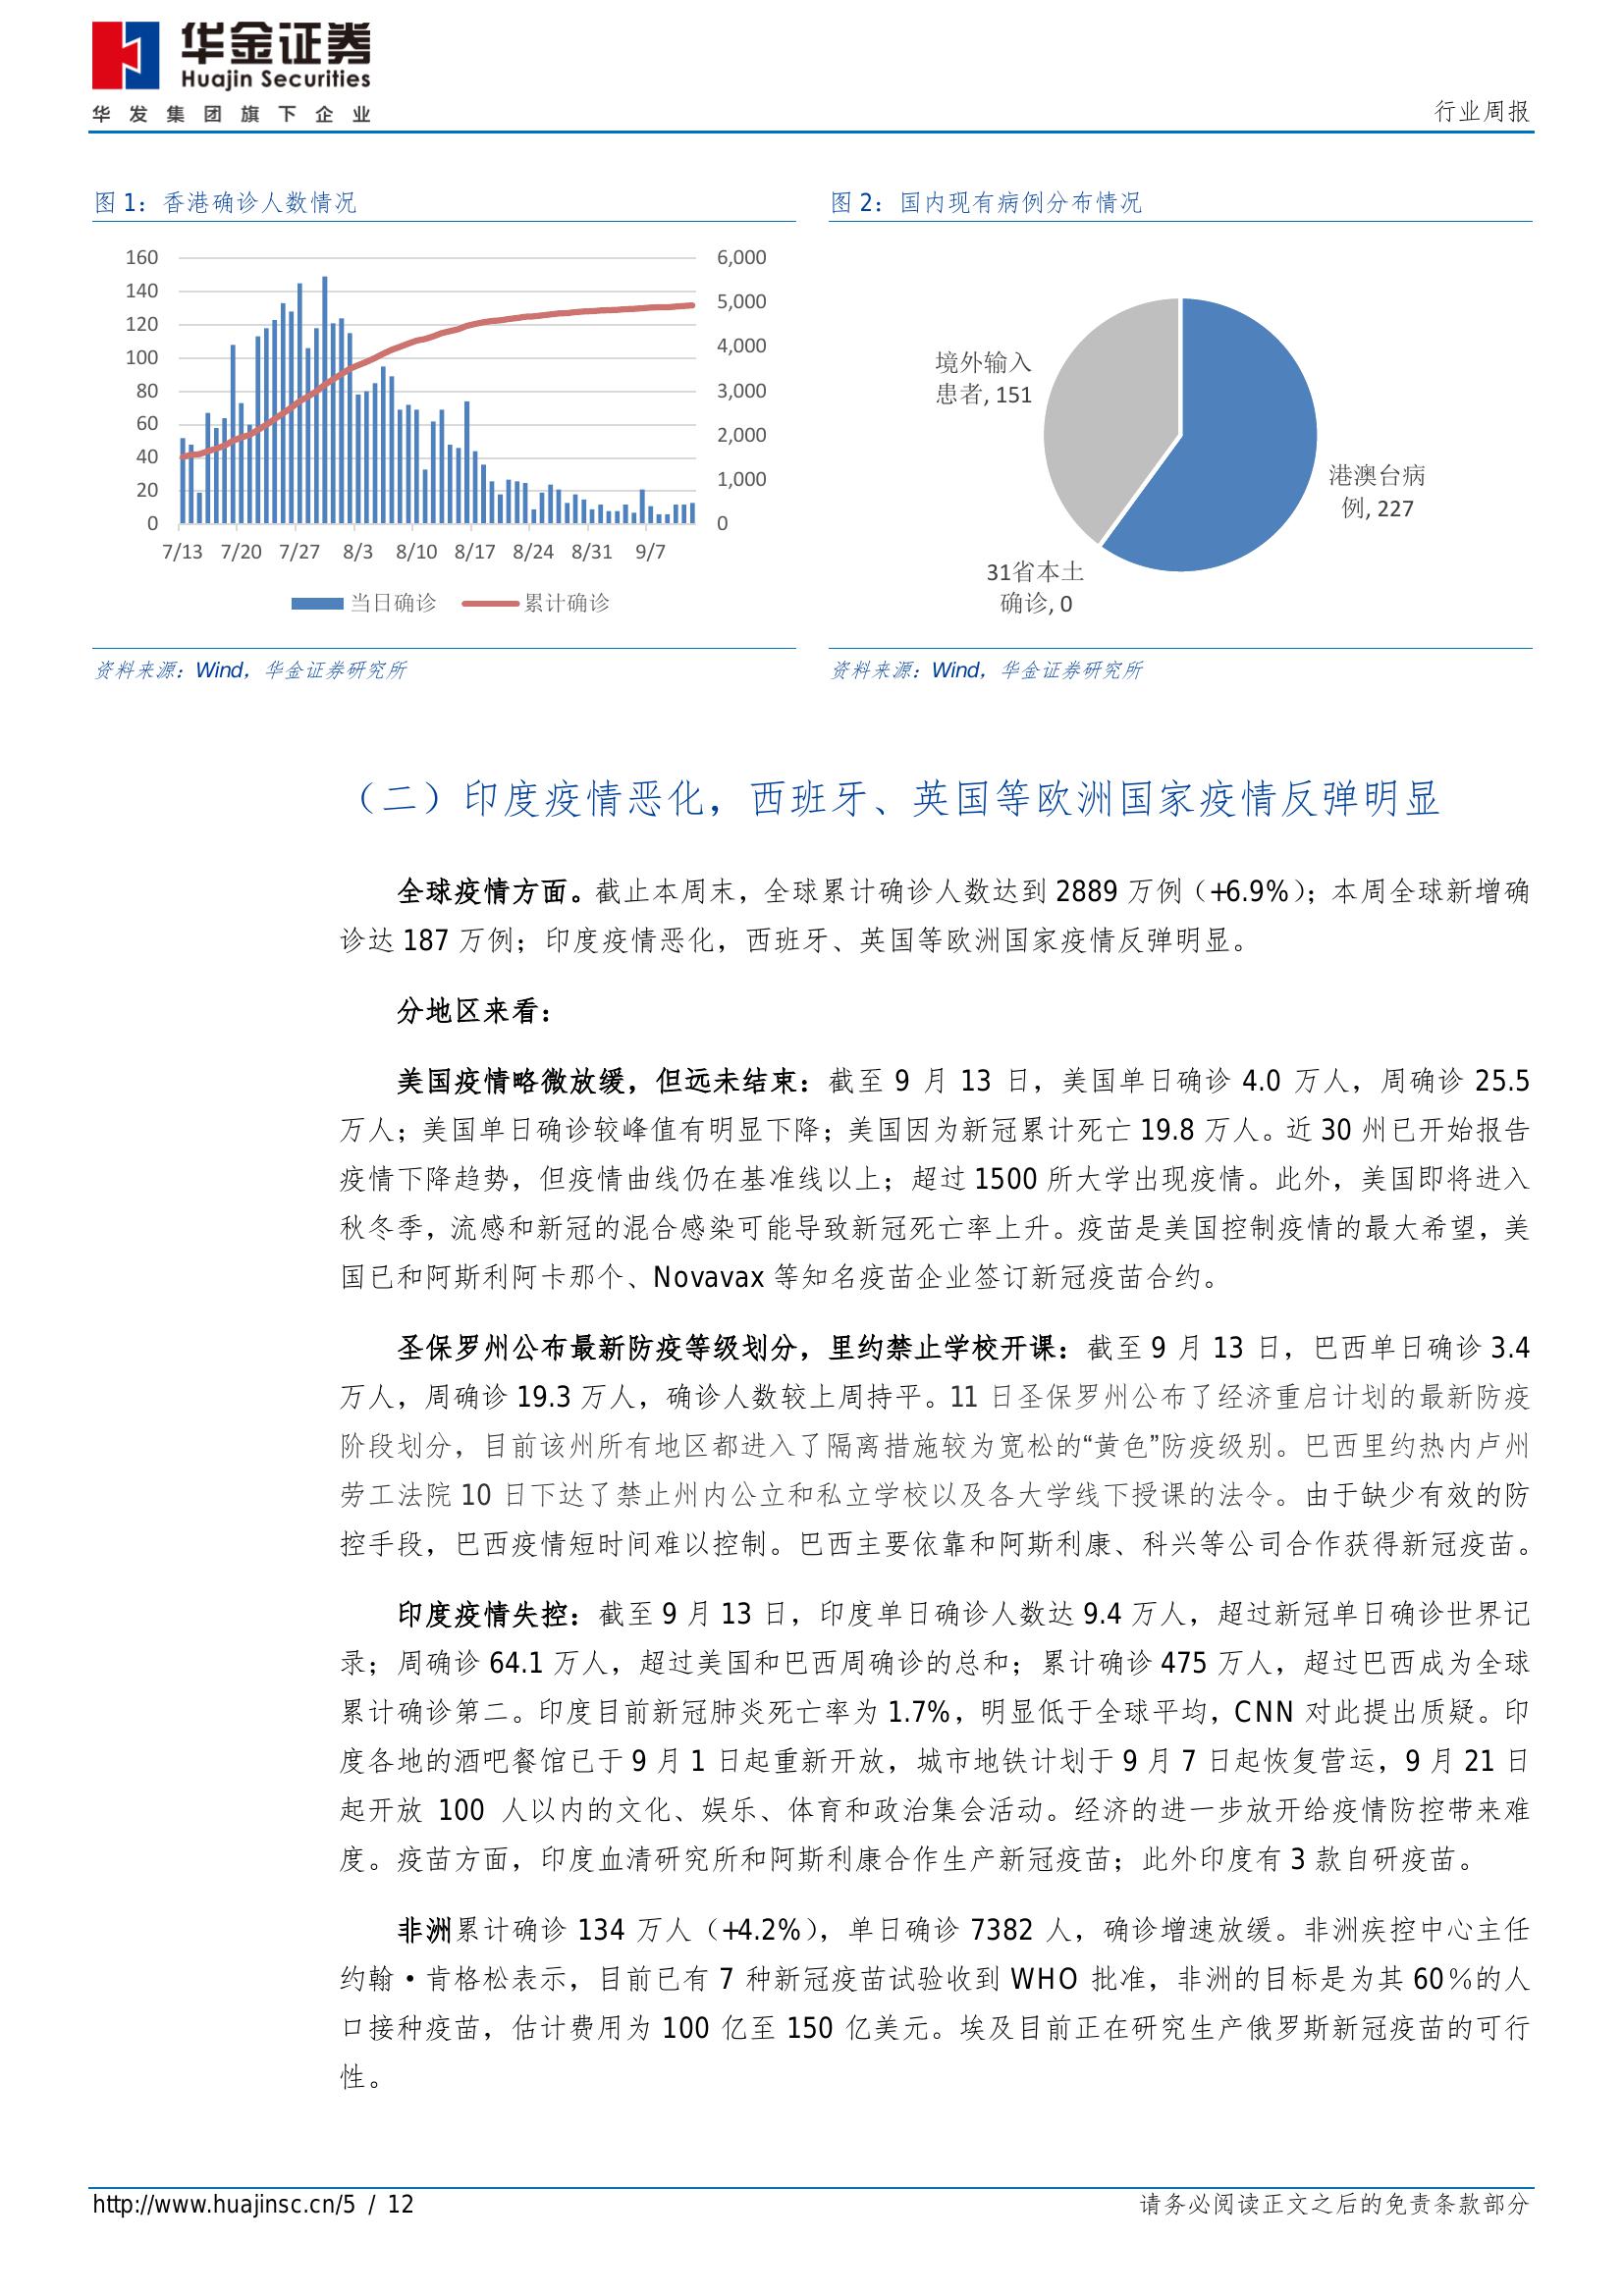 华金证券
Huajin Securities
华发集团旗下企业
行业周报
图 1：香港确诊人数情况
160
140
120
100
80
60
40
20
0
6,000
5,000
4,000
3,000
2,000
1,000
0
7/13 7/20 7/27 8/3 8/10 8/17 8/24 8/31 9/7
当日确诊 累计确诊
资料来源：Wind，华金证券研究所
图 2：国内现有病例分布情况
境外输入
患者, 151
港澳台病
例, 227
31省本土
确诊, 0
资料来源：Wind，华金证券研究所
（二）印度疫情恶化，西班牙、英国等欧洲国家疫情反弹明显
全球疫情方面。截止本周末，全球累计确诊人数达到 2889 万例（+6.9%）；本周全球新增确
诊达 187 万例；印度疫情恶化，西班牙、英国等欧洲国家疫情反弹明显。
分地区来看：
美国疫情略微放缓，但远未结束：截至 9 月 13 日，美国单日确诊 4.0 万人，周确诊 25.5
万人；美国单日确诊较峰值有明显下降；美国因为新冠累计死亡 19.8 万人。近 30 州已开始报告
疫情下降趋势，但疫情曲线仍在基准线以上；超过 1500 所大学出现疫情。此外，美国即将进入
秋冬季，流感和新冠的混合感染可能导致新冠死亡率上升。疫苗是美国控制疫情的最大希望，美
国已和阿斯利阿卡那个、Novavax 等知名疫苗企业签订新冠疫苗合约。
圣保罗州公布最新防疫等级划分，里约禁止学校开课：截至 9 月 13 日，巴西单日确诊 3.4
万人，周确诊 19.3 万人，确诊人数较上周持平。11 日圣保罗州公布了经济重启计划的最新防疫
阶段划分，目前该州所有地区都进入了隔离措施较为宽松的“黄色”防疫级别。巴西里约热内卢州
劳工法院 10 日下达了禁止州内公立和私立学校以及各大学线下授课的法令。由于缺少有效的防
控手段，巴西疫情短时间难以控制。巴西主要依靠和阿斯利康、科兴等公司合作获得新冠疫苗。
印度疫情失控：截至 9 月 13 日，印度单日确诊人数达 9.4 万人，超过新冠单日确诊世界记
录；周确诊 64.1 万人，超过美国和巴西周确诊的总和；累计确诊 475 万人，超过巴西成为全球
累计确诊第二。印度目前新冠肺炎死亡率为 1.7%，明显低于全球平均，CNN 对此提出质疑。印
度各地的酒吧餐馆已于 9 月 1 日起重新开放，城市地铁计划于 9 月 7 日起恢复营运，9 月 21 日
起开放 100 人以内的文化、娱乐、体育和政治集会活动。经济的进一步放开给疫情防控带来难
度。疫苗方面，印度血清研究所和阿斯利康合作生产新冠疫苗；此外印度有 3 款自研疫苗。
非洲累计确诊 134 万人（+4.2%），单日确诊 7382 人，确诊增速放缓。非洲疾控中心主任
约翰·肯格松表示，目前已有 7 种新冠疫苗试验收到 WHO 批准，非洲的目标是为其 60%的人
口接种疫苗，估计费用为 100 亿至 150 亿美元。埃及目前正在研究生产俄罗斯新冠疫苗的可行
性。
http://www.huajinsc.cn/5 / 12
请务必阅读正文之后的免责条款部分